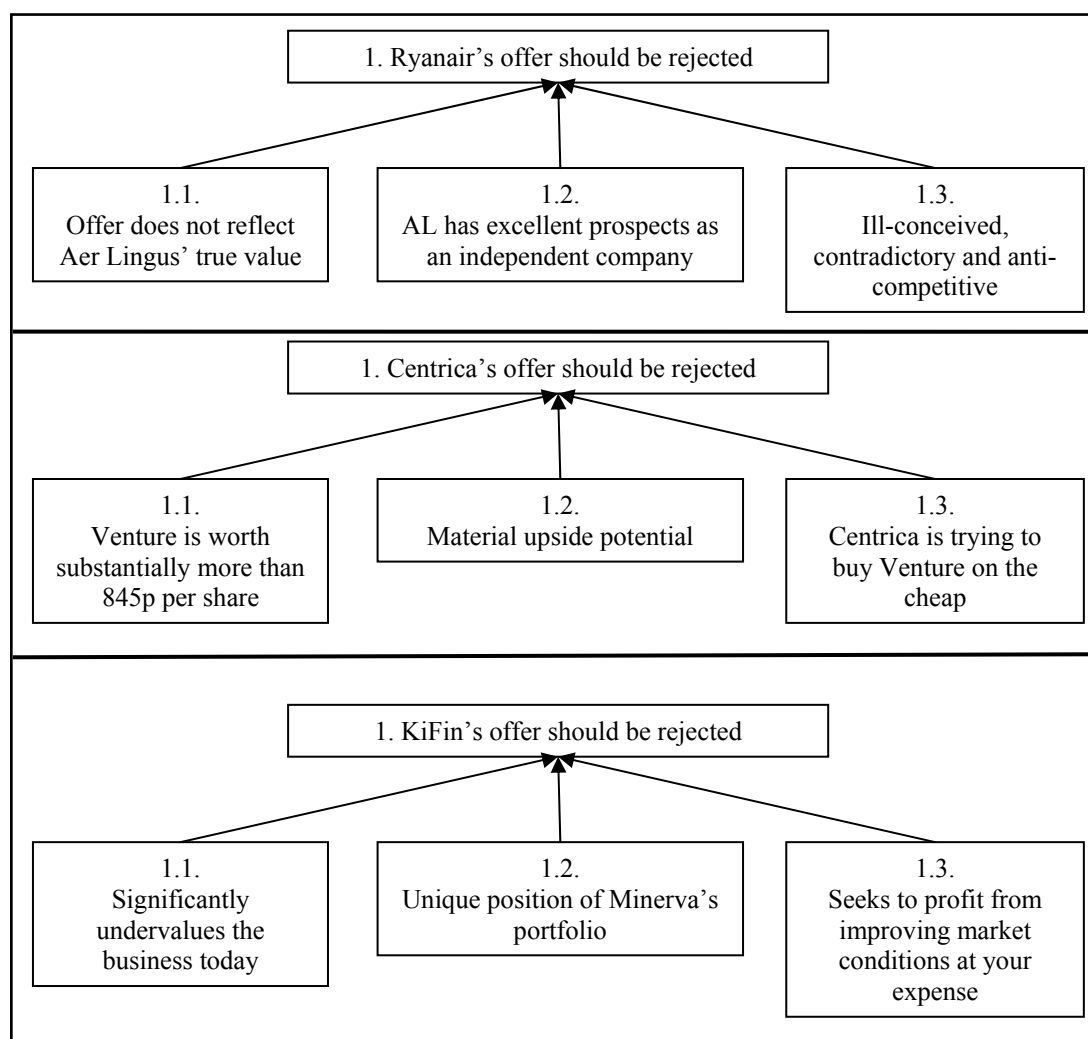 1. Ryanair’s offer should be rejected
1.1.
Offer does not reflect
Aer Lingus’ true value
1.2.
AL has excellent prospects as
an independent company
1.3.
Ill-conceived,
contradictory and anti-
competitive
1. Centrica’s offer should be rejected
1.1.
Venture is worth
substantially more than
845p per share
1.2.
Material upside potential
1.3.
Centrica is trying to
buy Venture on the
cheap
1. KiFin’s offer should be rejected
1.1.
Significantly
undervalues the
business today
1.2.
Unique position of Minerva’s
portfolio
1.3.
Seeks to profit from
improving market
conditions at your
expense